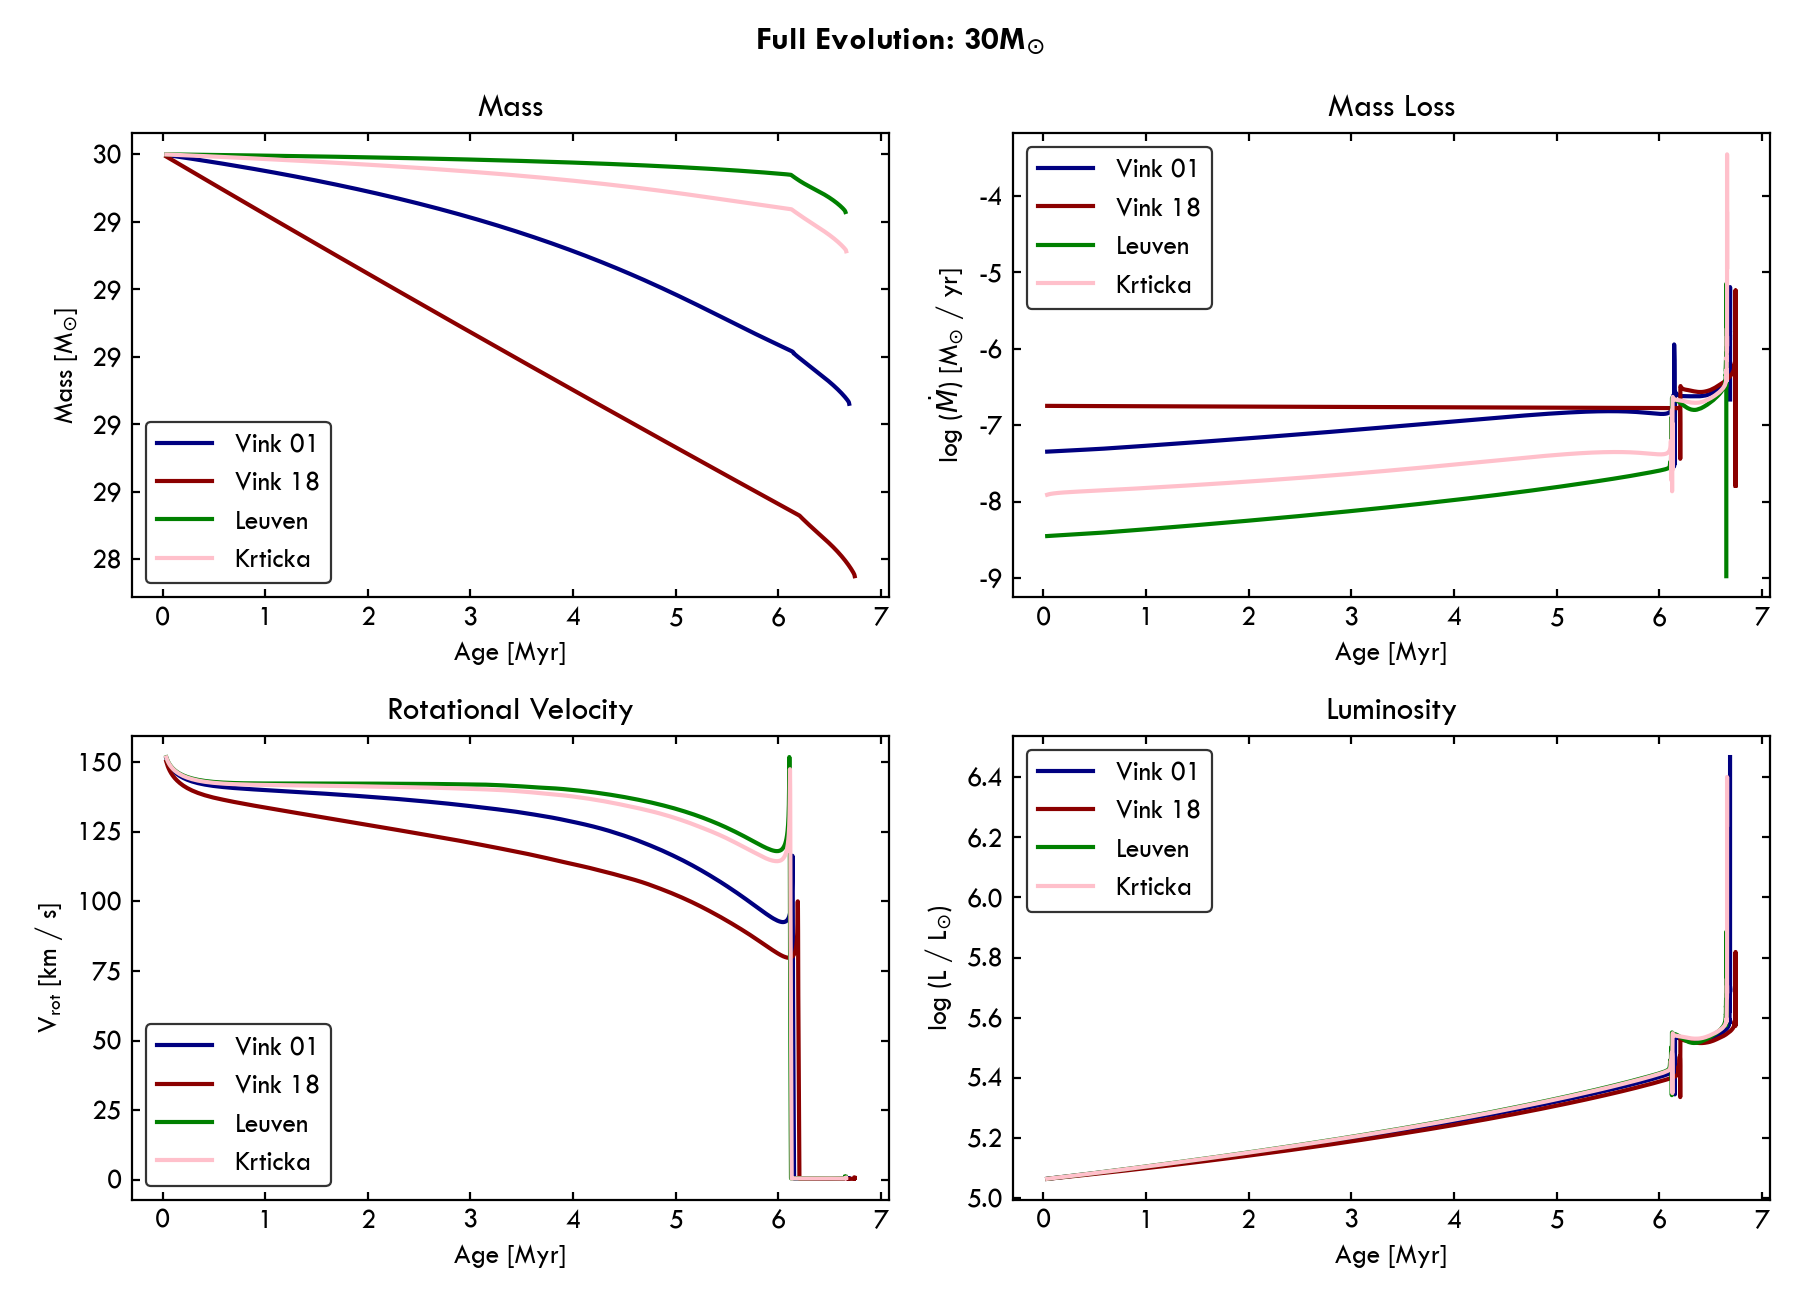 Full Evolution: 30M☉
Mass
30
29
29
29
29
29
28
0 1 2 3 4 5 6 7
Mass [M☉]
Age [Myr]
Vink 01
Vink 18
Leuven
Krticka
Mass Loss
-4
-5
-6
-7
-8
-9
0 1 2 3 4 5 6 7
log (Ṁ) [M☉ / yr]
Age [Myr]
Vink 01
Vink 18
Leuven
Krticka
Rotational Velocity
150
125
100
75
50
25
0
0 1 2 3 4 5 6 7
Vrot [km / s]
Age [Myr]
Vink 01
Vink 18
Leuven
Krticka
Luminosity
6.4
6.2
6.0
5.8
5.6
5.4
5.2
5.0
0 1 2 3 4 5 6 7
log (L / L☉)
Age [Myr]
Vink 01
Vink 18
Leuven
Krticka